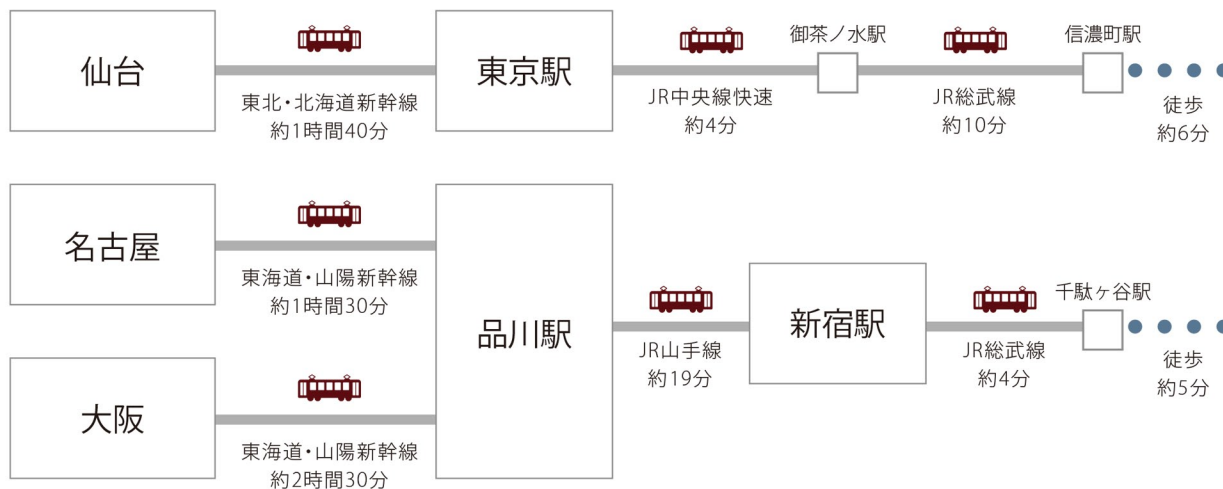 仙台
東北・北海道新幹線
約1時間40分
東京駅
JR中央線快速
約4分
御茶ノ水駅
JR総武線
約10分
信濃町駅
徒歩
約6分
名古屋
東海道・山陽新幹線
約1時間30分
大阪
東海道・山陽新幹線
約2時間30分
品川駅
JR山手線
約19分
新宿駅
JR総武線
約4分
千駄ヶ谷駅
徒歩
約5分